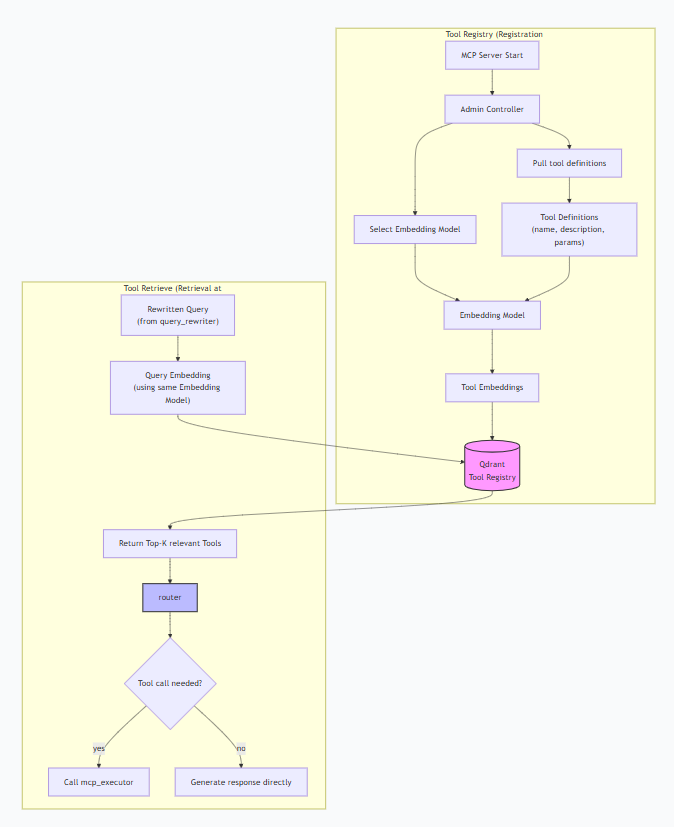 Tool Registry (Registration
MCP Server Start
Admin Controller
Pull tool definitions
Select Embedding Model
Tool Definitions
(name, description,
params)
Embedding Model
Tool Embeddings
Qdrant
Tool Registry
Tool Retrieve (Retrieval at
Rewritten Query
(from query_rewriter)
Query Embedding
(using same Embedding
Model)
Return Top-K relevant Tools
router
Tool call needed?
yes
no
Call mcp_executor
Generate response directly